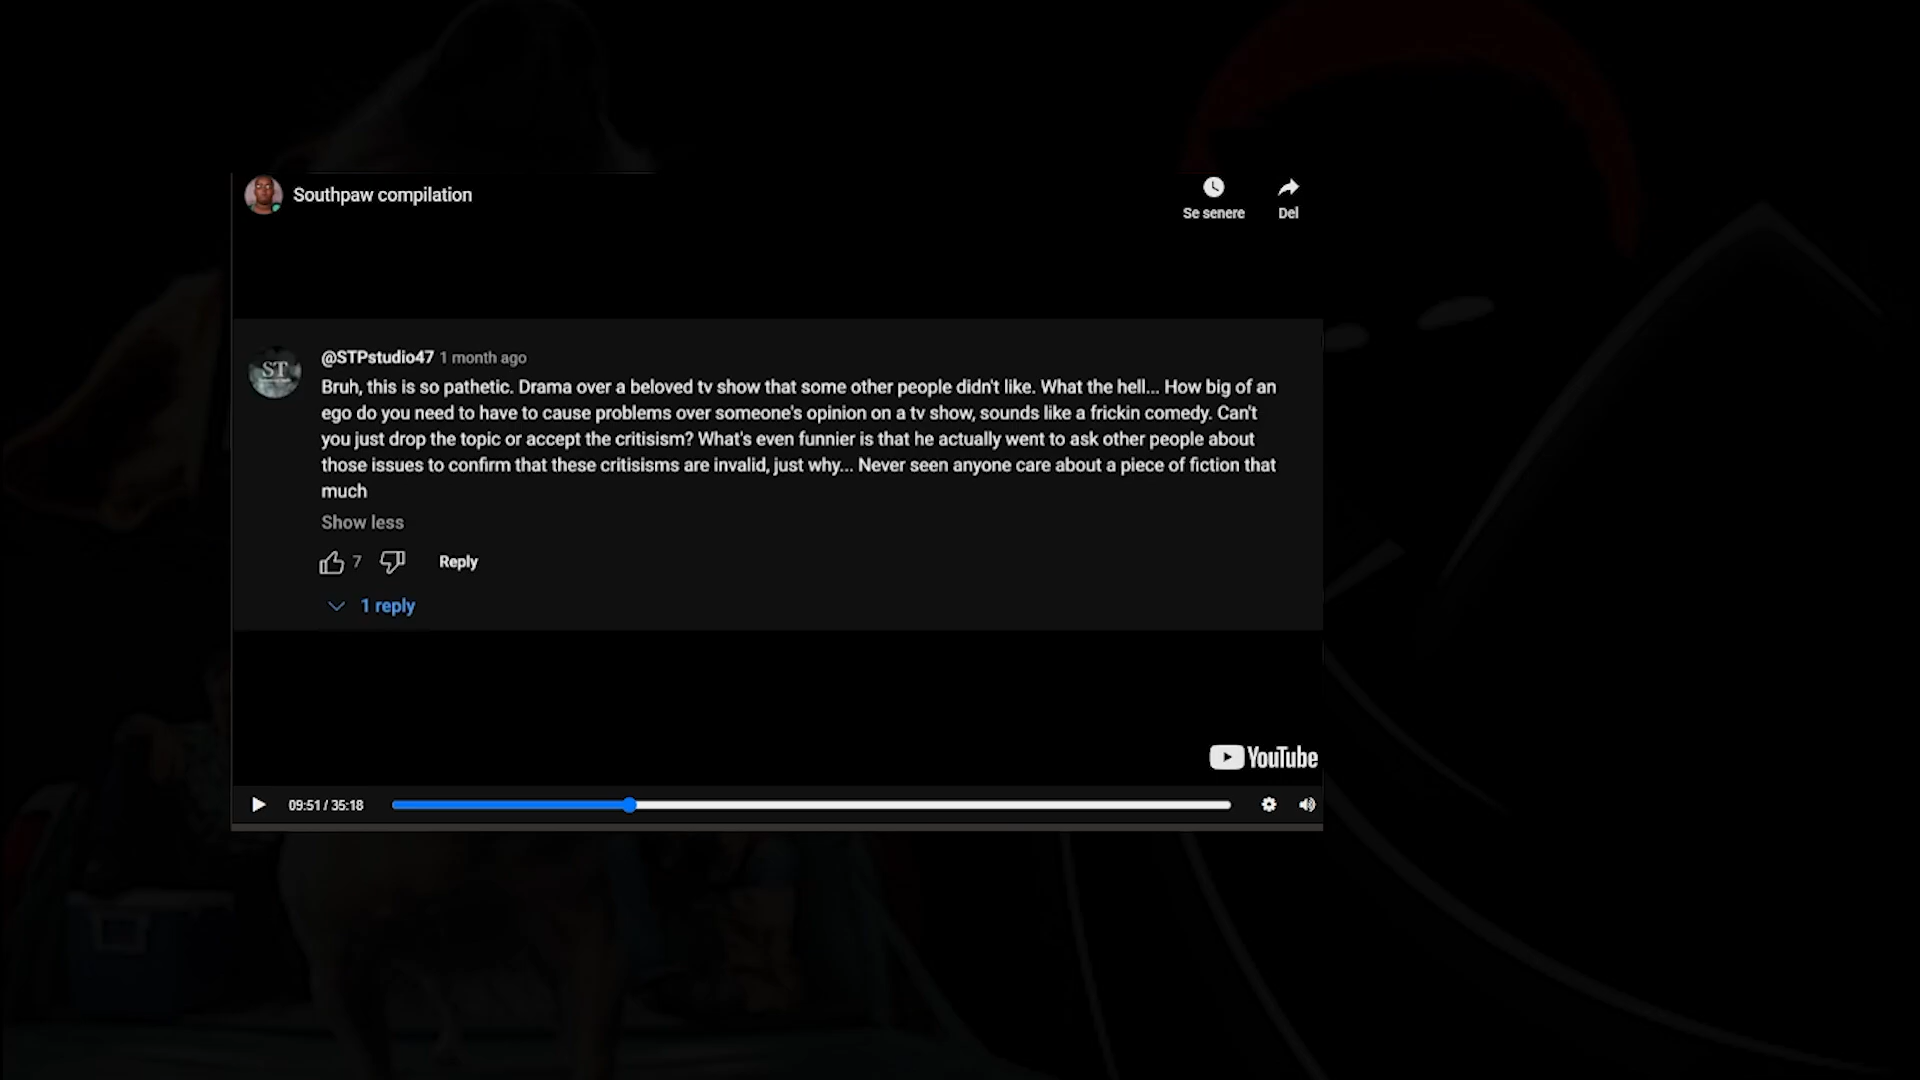 Southpaw compilation
Se senere
Del
ST
@STPstudio47 1 month ago
Bruh, this is so pathetic. Drama over a beloved tv show that some other people didn't like. What the hell... How big of an
ego do you need to have to cause problems over someone's opinion on a tv show, sounds like a frickin comedy. Can't
you just drop the topic or accept the critisism? What's even funnier is that he actually went to ask other people about
those issues to confirm that these critisisms are invalid, just why... Never seen anyone care about a piece of fiction that
much
Show less
7
Reply
1 reply
YouTube
09:51 / 35:18